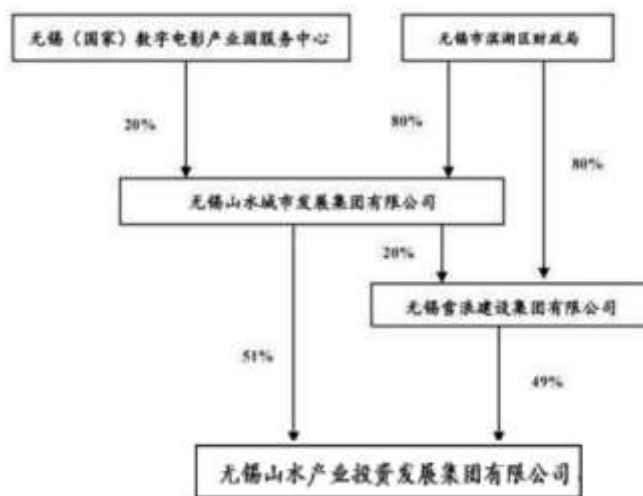 无锡（国家）数字电影产业园服务中心
无锡市滨湖区财政局
20%
80%
80%
无锡山水城市发展集团有限公司
20%
无锡雪浪建设集团有限公司
51%
49%
无锡山水产业投资发展集团有限公司